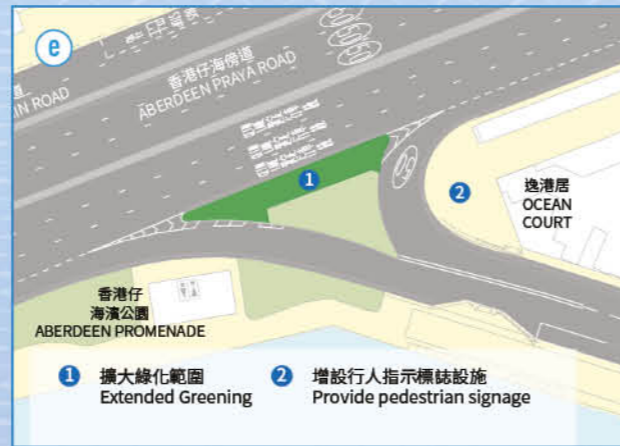 e
道
IN ROAD
香港仔海傍道
ABERDEEN PRAYA ROAD
50
1
2
逸港居
OCEAN
COURT
香港仔
海濱公園
ABERDEEN PROMENADE
1 擴大綠化範圍
Extended Greening
2 增設行人指示標誌設施
Provide pedestrian signage